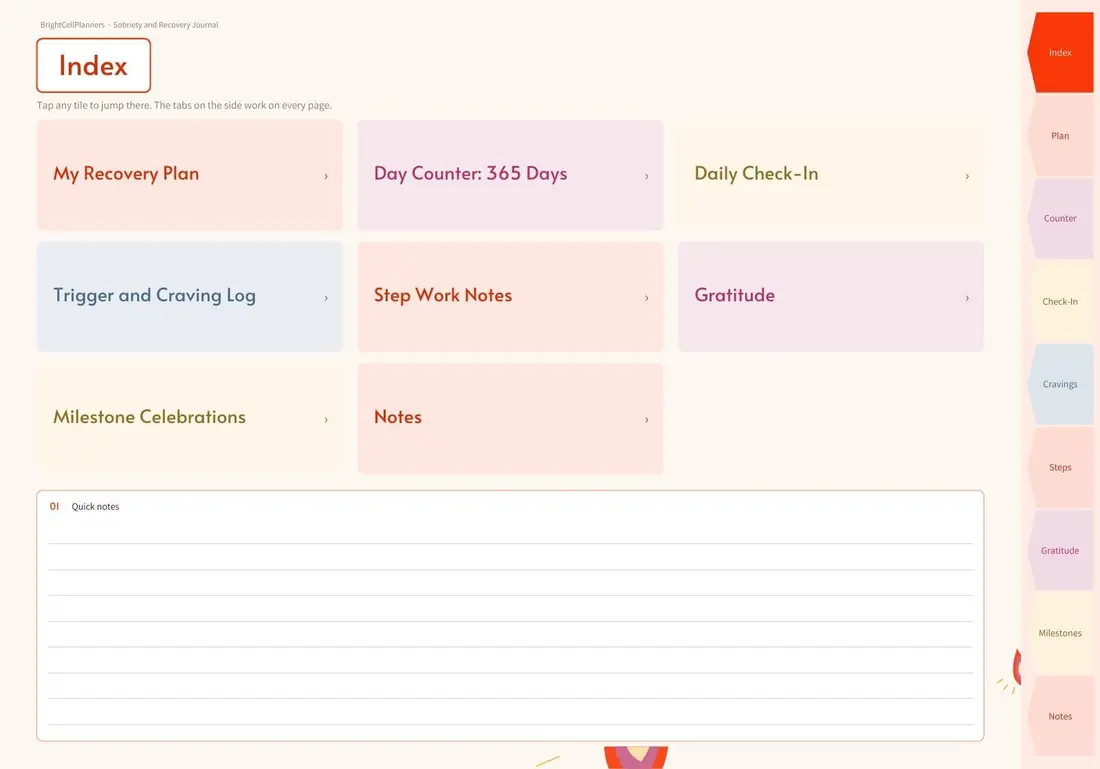 BrightCellPlanners · Sobriety and Recovery Journal
Index
Tap any tile to jump there. The tabs on the side work on every page.
My Recovery Plan ›
Day Counter: 365 Days ›
Daily Check-In ›
Trigger and Craving Log ›
Step Work Notes ›
Gratitude ›
Milestone Celebrations ›
Notes ›
01 Quick notes
Index
Plan
Counter
Check-In
Cravings
Steps
Gratitude
Milestones
Notes